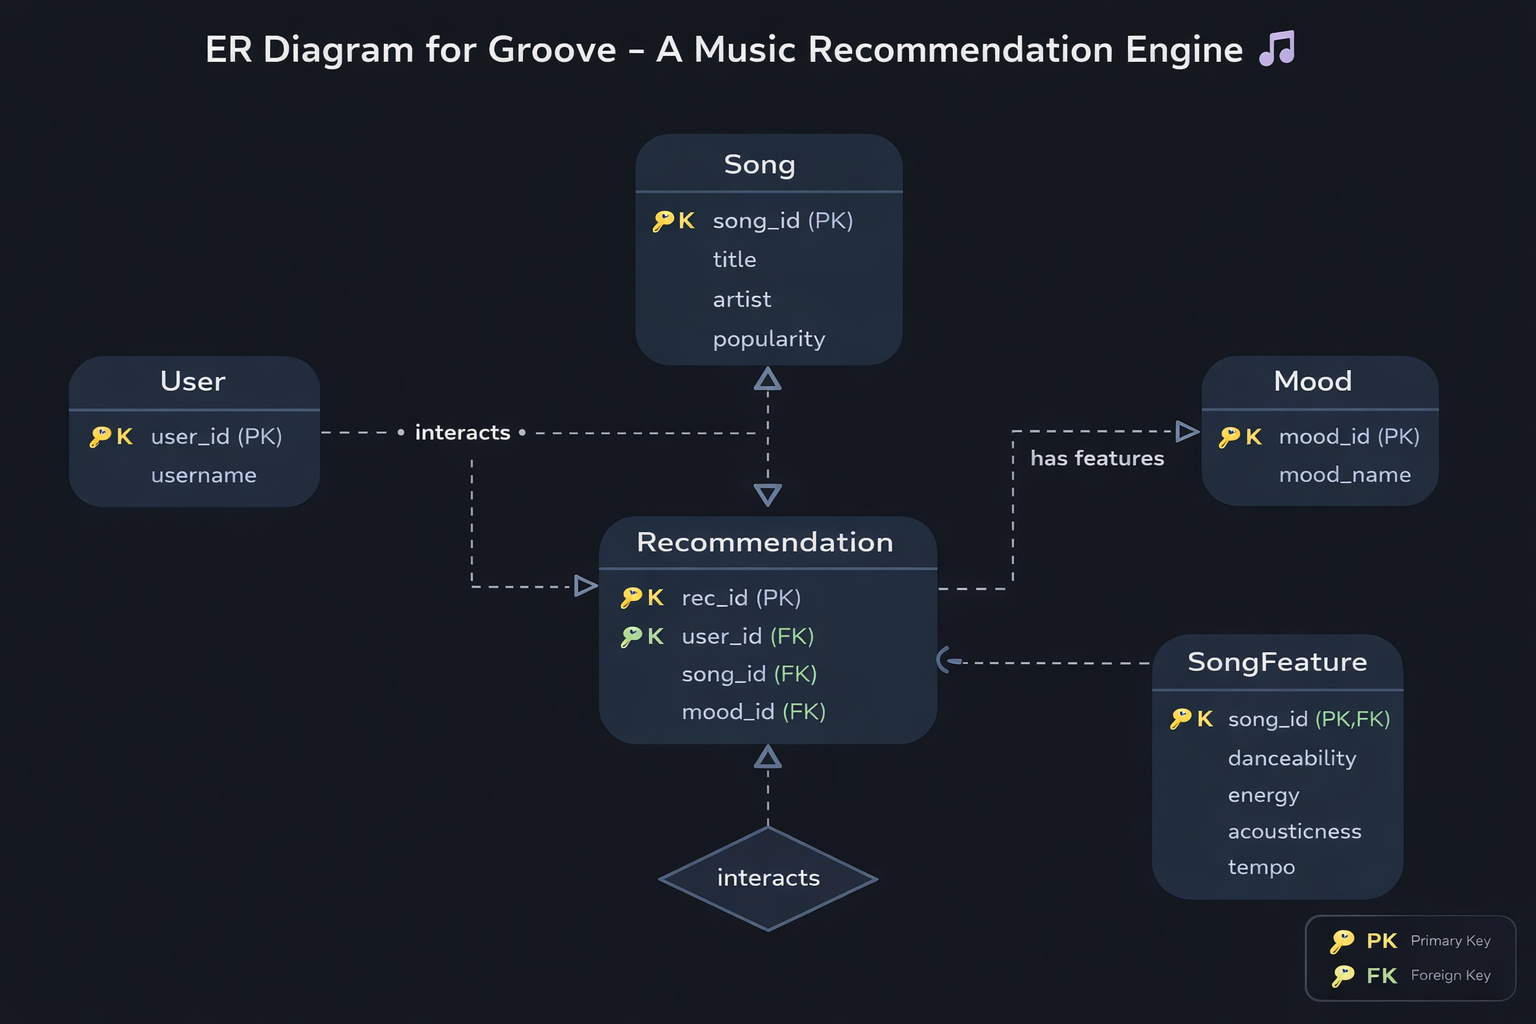 ER Diagram for Groove – A Music Recommendation Engine
Song
K song_id (PK)
title
artist
popularity
User
K user_id (PK)
username
interacts
has features
Mood
K mood_id (PK)
mood_name
Recommendation
K rec_id (PK)
K user_id (FK)
song_id (FK)
mood_id (FK)
SongFeature
K song_id (PK,FK)
danceability
energy
acousticness
tempo
interacts
PK Primary Key
FK Foreign Key